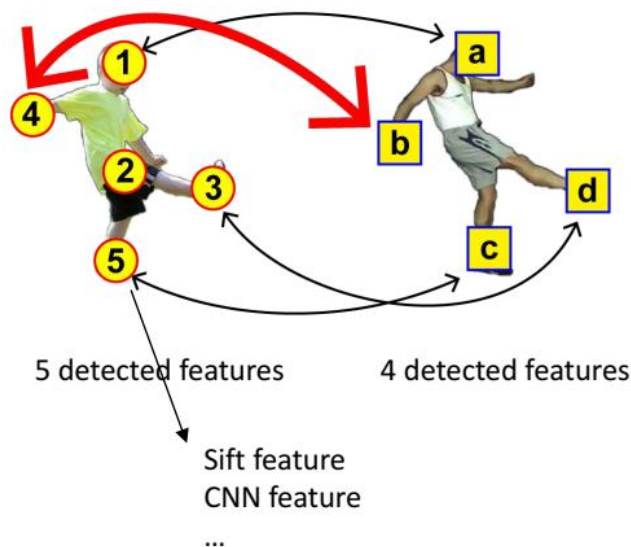 1
a
4
b
2
3
d
5
c
5 detected features
4 detected features
Sift feature
CNN feature
...